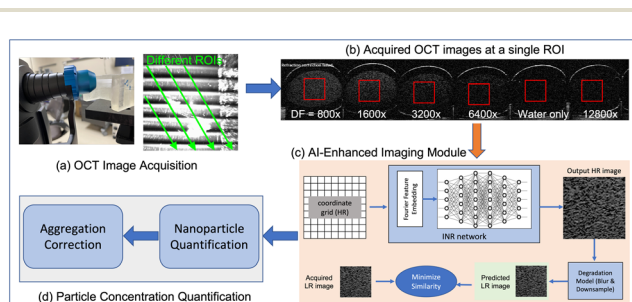 (b) Acquired OCT images at a single ROI
Different ROIs
DF = 800x
1600x
3200x
6400x
Water only
12800x
(a) OCT Image Acquisition
(c) AI-Enhanced Imaging Module
Output HR image
coordinate
grid (HR)
Fourier Feature
Embedding
INR network
Aggregation
Correction
Nanoparticle
Quantification
Acquired
LR image
Minimize
Similarity
Predicted
LR image
Degradation
Model (Blur &
Downsample)
(d) Particle Concentration Quantification